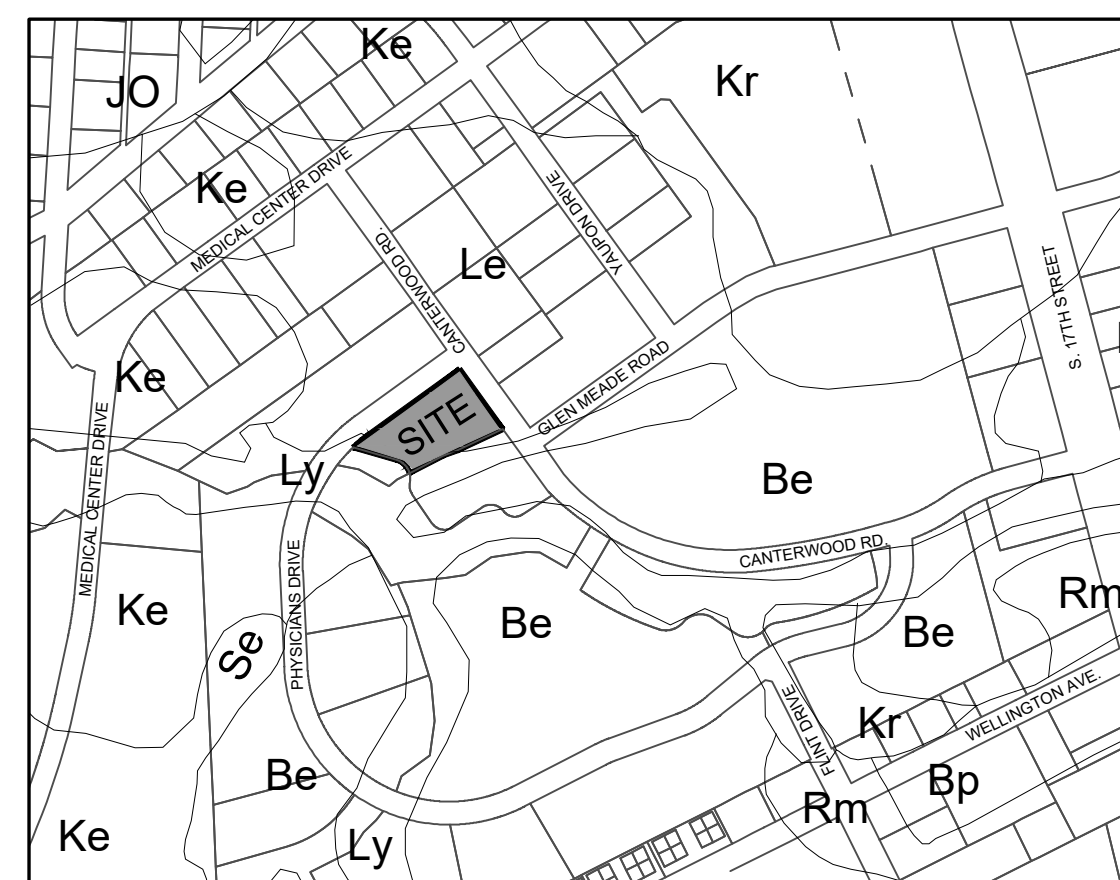 Ke
Kr
JO
Ke
MEDICAL CENTER DRIVE
CANTERWOOD RD.
Le
YAUPON DRIVE
S. 17TH STREET
Ke
GLEN MEADE ROAD
SITE
MEDICAL CENTER DRIVE
Ly
Be
CANTERWOOD RD.
PHYSICIANS DRIVE
Ke
Se
Be
Be
Rm
FLINT DRIVE
Kr
WELLINGTON AVE.
Be
Bp
Rm
Ke
Ly